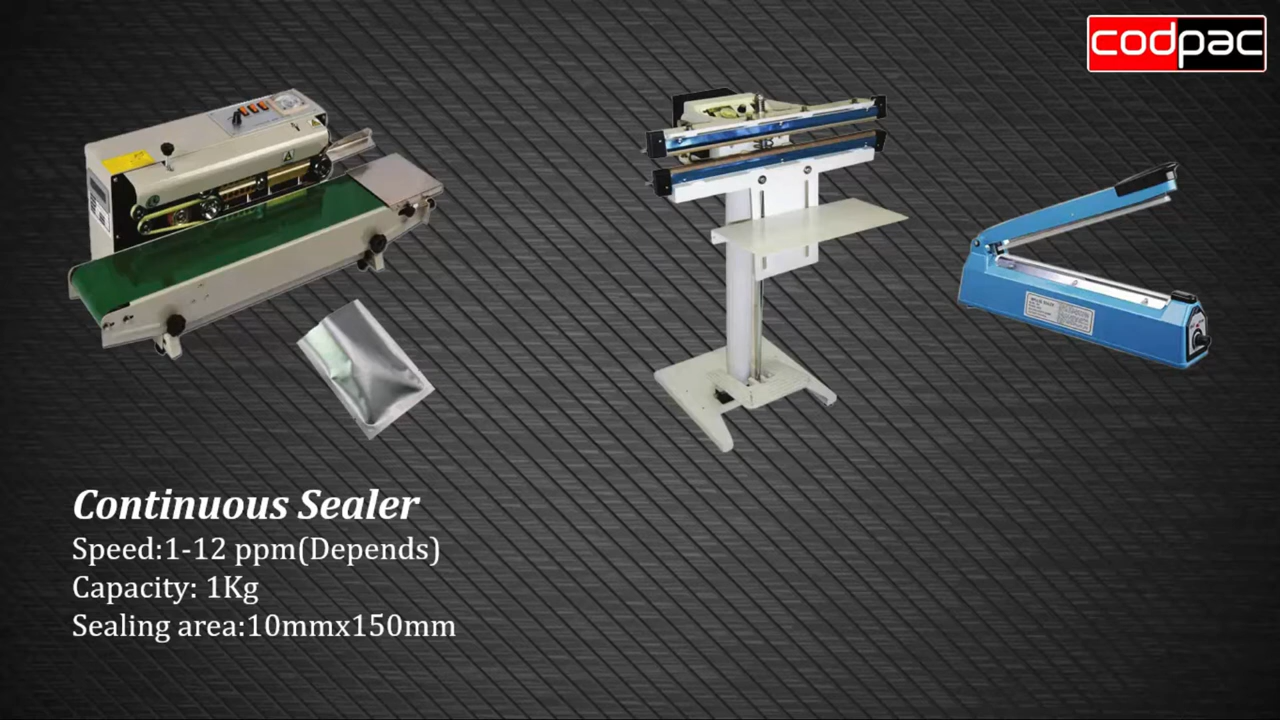 codpac
Continuous Sealer
Speed:1-12 ppm(Depends)
Capacity: 1Kg
Sealing area:10mmx150mm